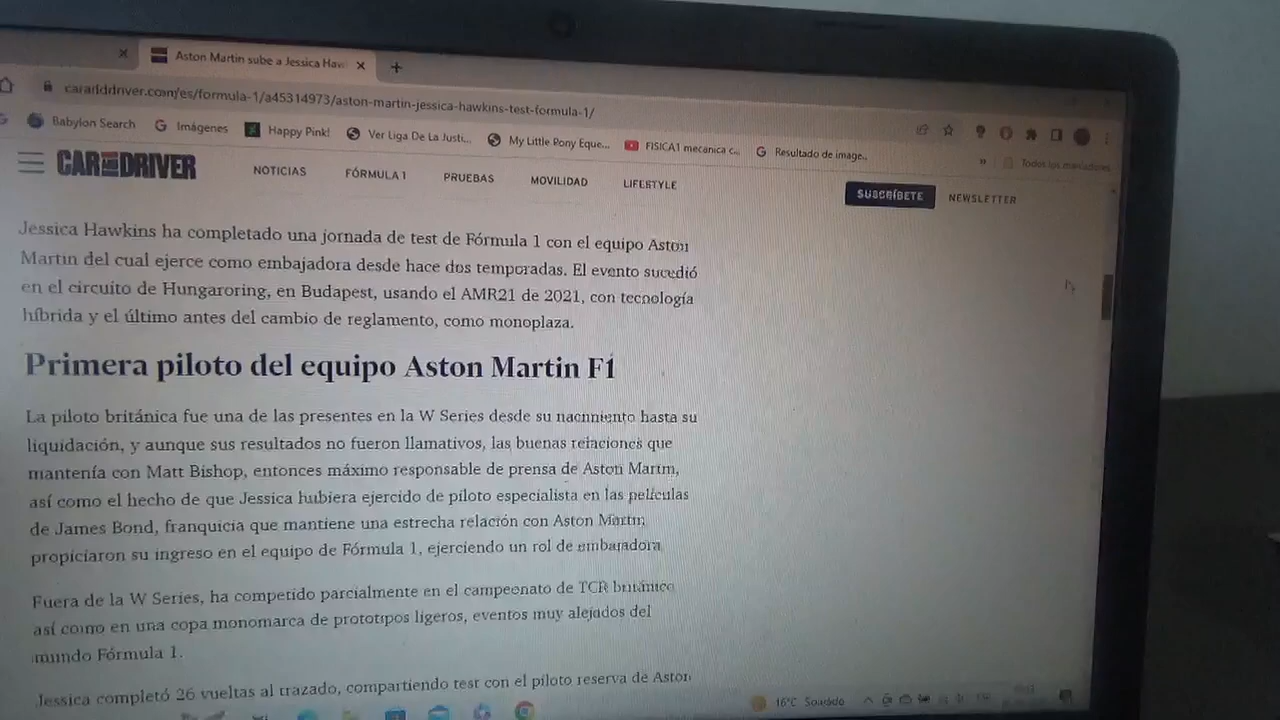 Aston Martin sube a Jessica Haw
caranddriver.com/es/formula-1/a45314973/aston-martin-jessica-hawkins-test-formula-1/
Babylon Search
Imágenes
Happy Pink!
Ver Liga De La Justi...
My Little Pony Eque...
FISICA1 mecanica c...
Resultado de image...
»
Todos los marcadores
CAR AND DRIVER
NOTICIAS
FÓRMULA 1
PRUEBAS
MOVILIDAD
LIFESTYLE
SUSCRÍBETE
NEWSLETTER
Jessica Hawkins ha completado una jornada de test de Fórmula 1 con el equipo Aston
Martin del cual ejerce como embajadora desde hace dos temporadas. El evento sucedió
en el circuito de Hungaroring, en Budapest, usando el AMR21 de 2021, con tecnología
híbrida y el último antes del cambio de reglamento, como monoplaza.
Primera piloto del equipo Aston Martin F1
La piloto británica fue una de las presentes en la W Series desde su nacimiento hasta su
liquidación, y aunque sus resultados no fueron llamativos, las buenas relaciones que
mantenía con Matt Bishop, entonces máximo responsable de prensa de Aston Martin,
así como el hecho de que Jessica hubiera ejercido de piloto especialista en las películas
de James Bond, franquicia que mantiene una estrecha relación con Aston Martin,
propiciaron su ingreso en el equipo de Fórmula 1, ejerciendo un rol de embajadora
Fuera de la W Series, ha competido parcialmente en el campeonato de TCR británico
así como en una copa monomarca de prototipos ligeros, eventos muy alejados del
mundo Fórmula 1.
Jessica completó 26 vueltas al trazado, compartiendo test con el piloto reserva de Aston
16°C Soleado